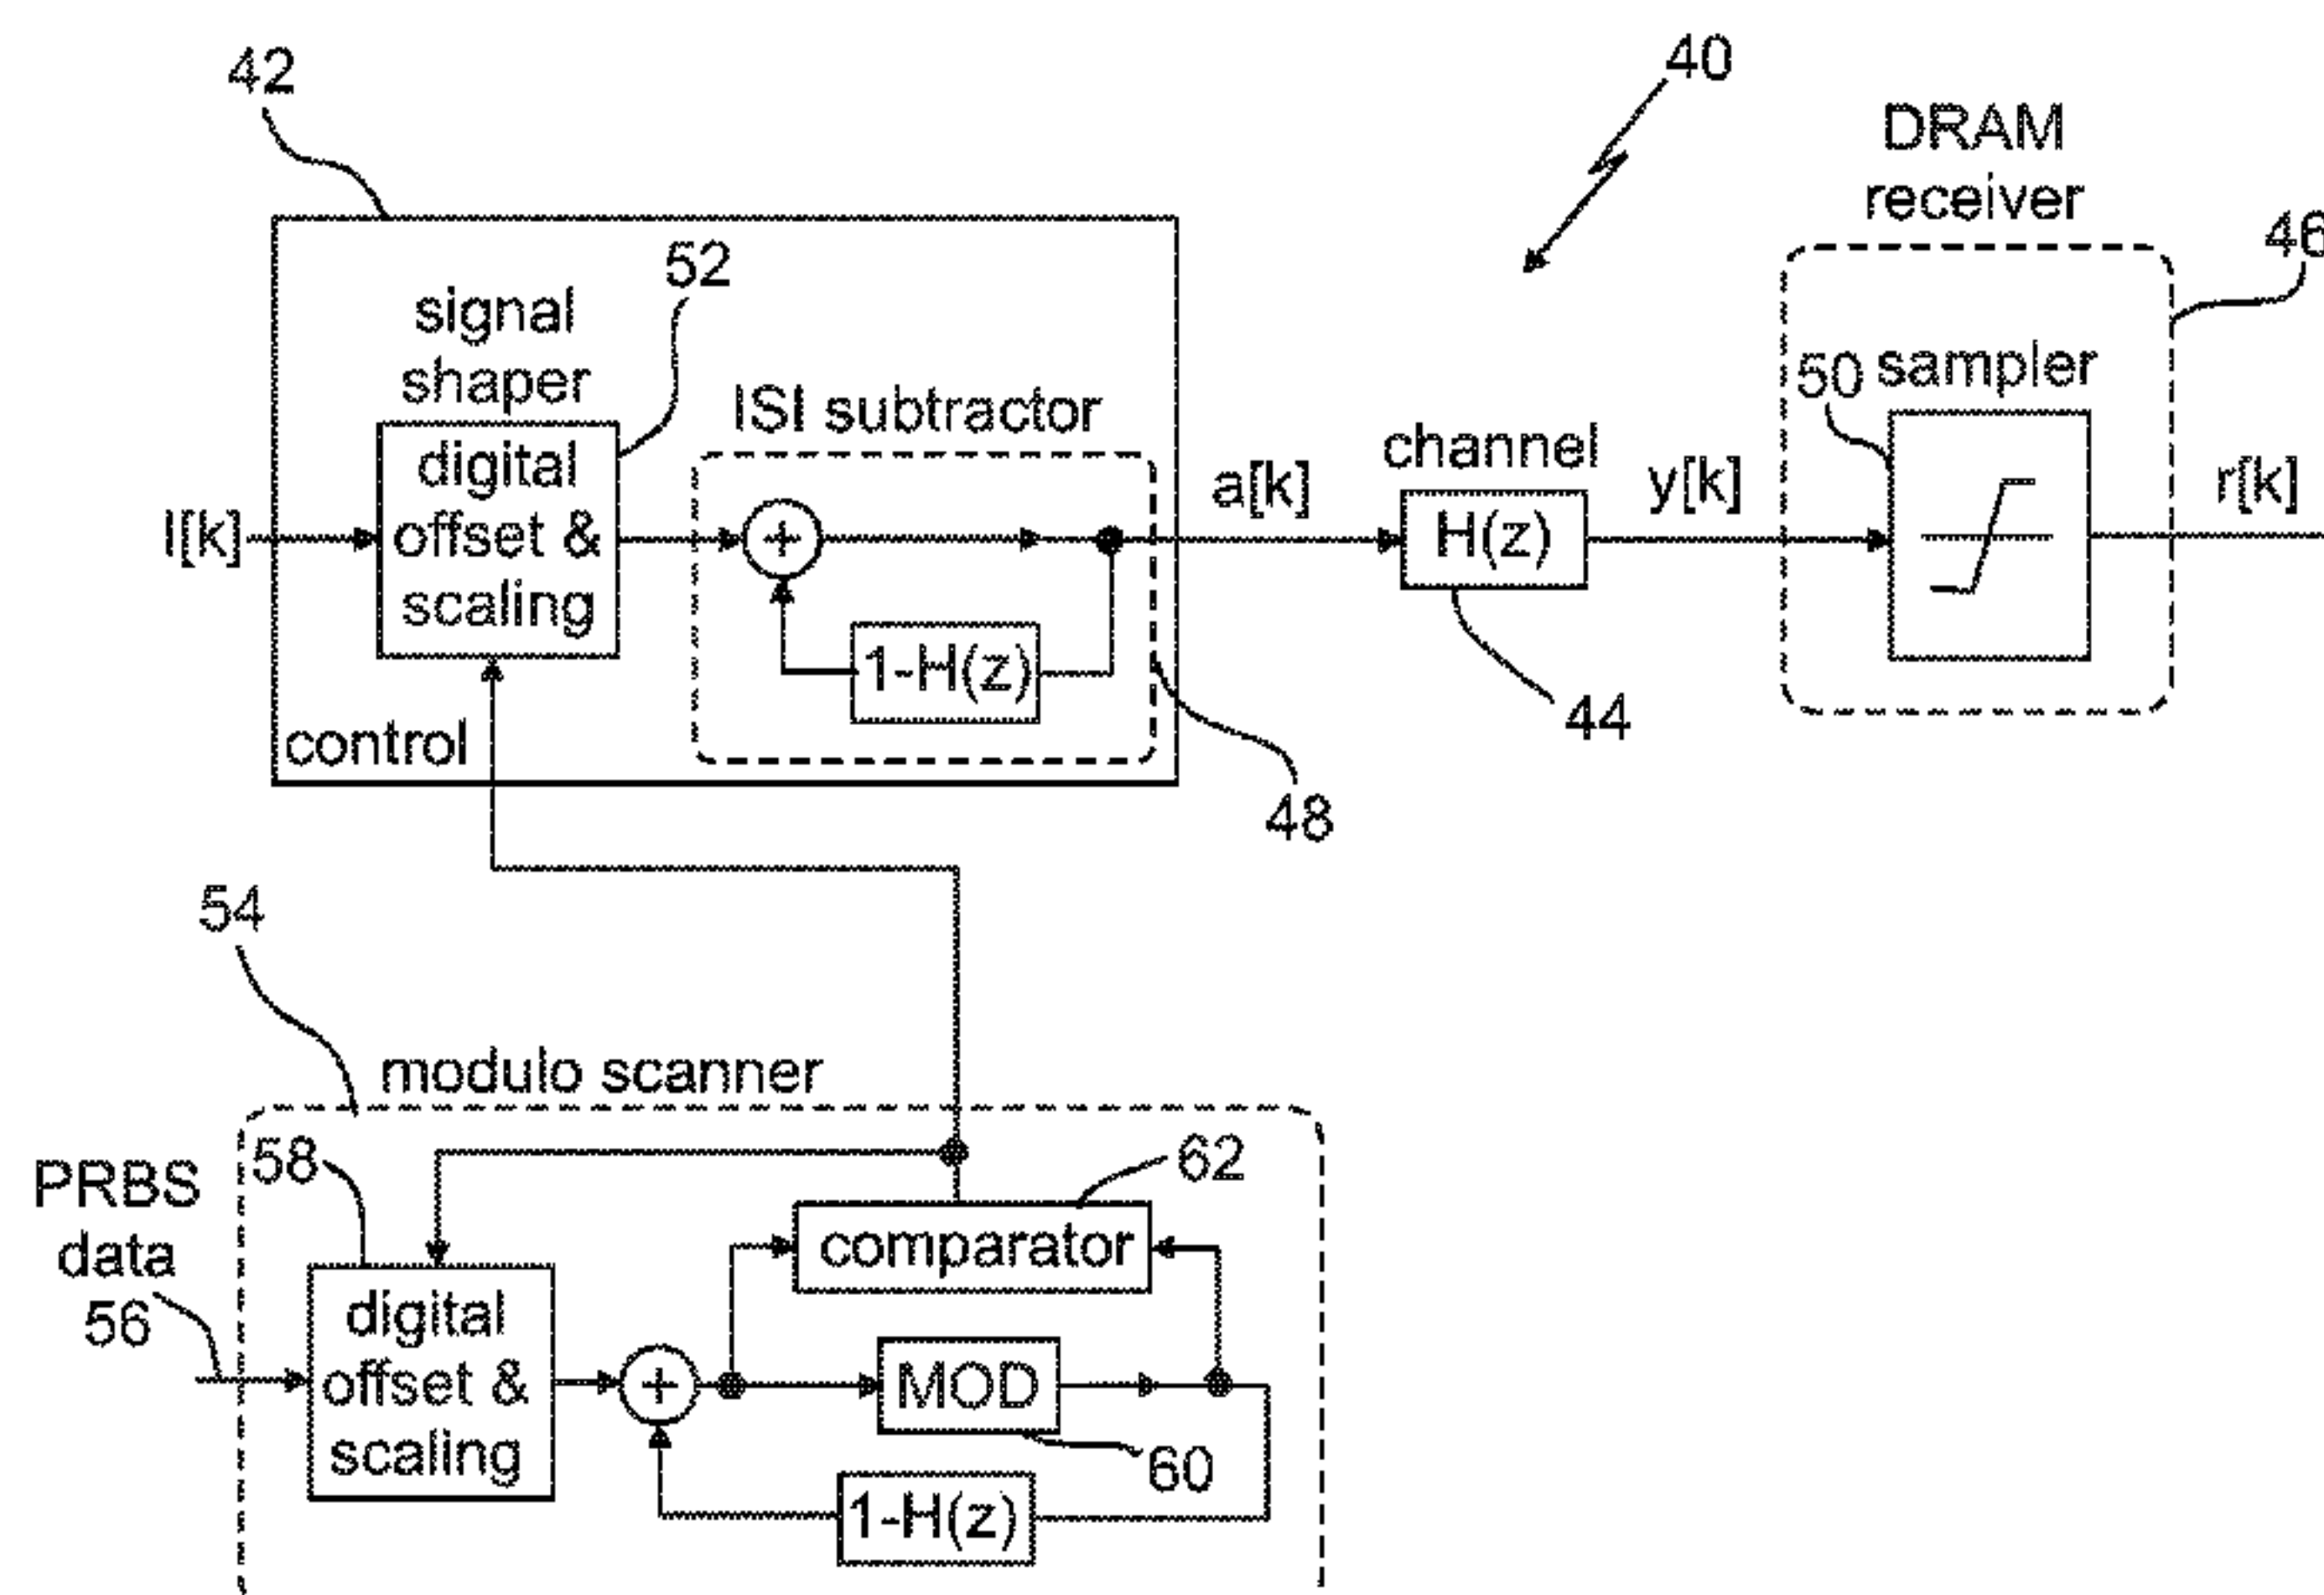 42
40
DRAM
receiver
46
52
signal
shaper
50 sampler
ISI subtractor
channel
digital
offset &
scaling
I[k]
+
a[k]
H(z)
y[k]
r[k]
1-H(z)
control
44
48
54
modulo scanner
PRBS
data
56
58
62
comparator
digital
offset &
scaling
+
MOD
60
1-H(z)